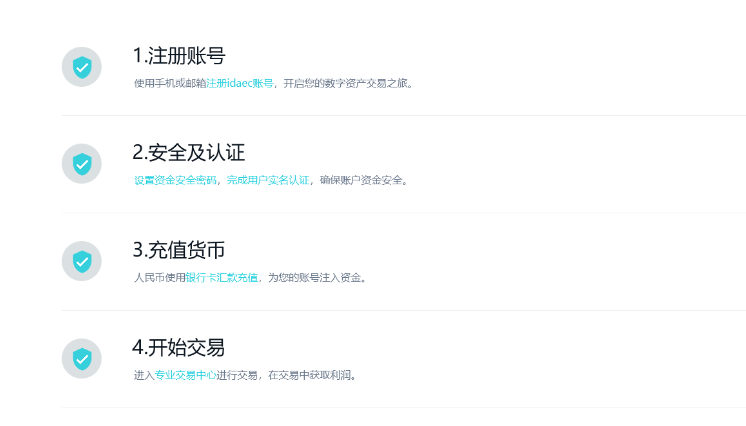 1.注册账号
使用手机或邮箱注册idaec账号，开启您的数字资产交易之旅。
2.安全及认证
设置资金安全密码，完成用户实名认证，确保账户资金安全。
3.充值货币
人民币使用银行卡汇款充值，为您的账号注入资金。
4.开始交易
进入专业交易中心进行交易，在交易中获取利润。